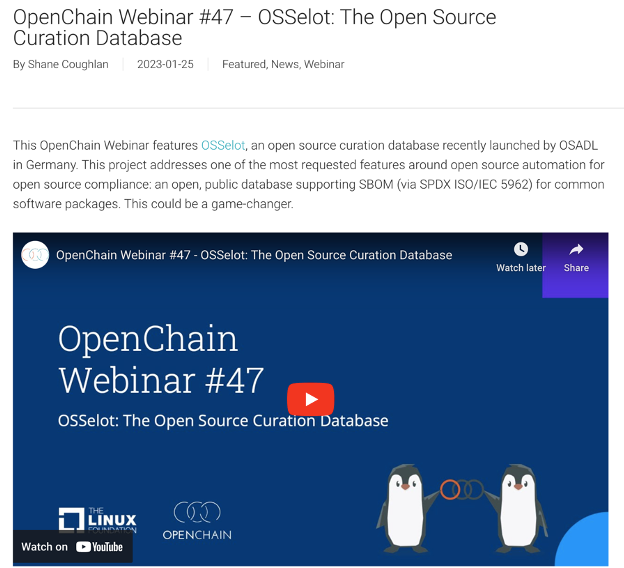 OpenChain Webinar #47 – OSSelot: The Open Source
Curation Database
By Shane Coughlan 2023-01-25 Featured, News, Webinar
This OpenChain Webinar features OSSelot, an open source curation database recently launched by OSADL
in Germany. This project addresses one of the most requested features around open source automation for
open source compliance: an open, public database supporting SBOM (via SPDX ISO/IEC 5962) for common
software packages. This could be a game-changer.
OpenChain Webinar #47 - OSSelot: The Open Source Curation Database
Watch later
Share
OpenChain
Webinar #47
OSSelot: The Open Source Curation Database
THE
LINUX
FOUNDATION
OPENCHAIN
Watch on YouTube